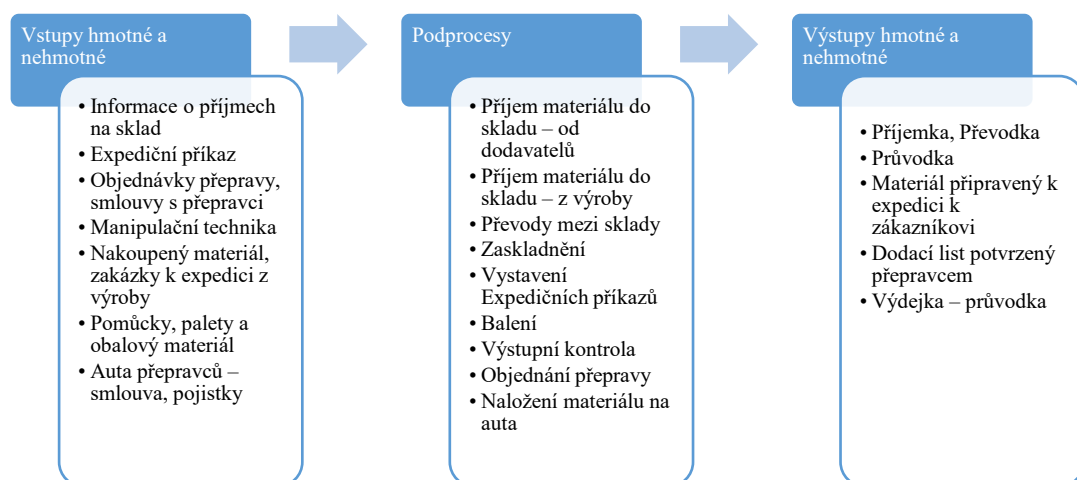 Vstupy hmotné a
nehmotné
• Informace o příjmech
na sklad
• Expediční příkaz
• Objednávky přepravy,
smlouvy s přepravci
• Manipulační technika
• Nakoupený materiál,
zakázky k expedici z
výroby
• Pomůcky, palety a
obalový materiál
• Auta přepravců –
smlouva, pojistky
Podprocesy
• Příjem materiálu do
skladu – od
dodavatelů
• Příjem materiálu do
skladu – z výroby
• Převody mezi sklady
• Zaskladnění
• Vystavení
Expedičních příkazů
• Balení
• Výstupní kontrola
• Objednání přepravy
• Naložení materiálu na
auta
Výstupy hmotné a
nehmotné
• Příjemka, Převodka
• Průvodka
• Materiál připravený k
expedici k
zákazníkovi
• Dodací list potvrzený
přepravcem
• Výdejka – průvodka